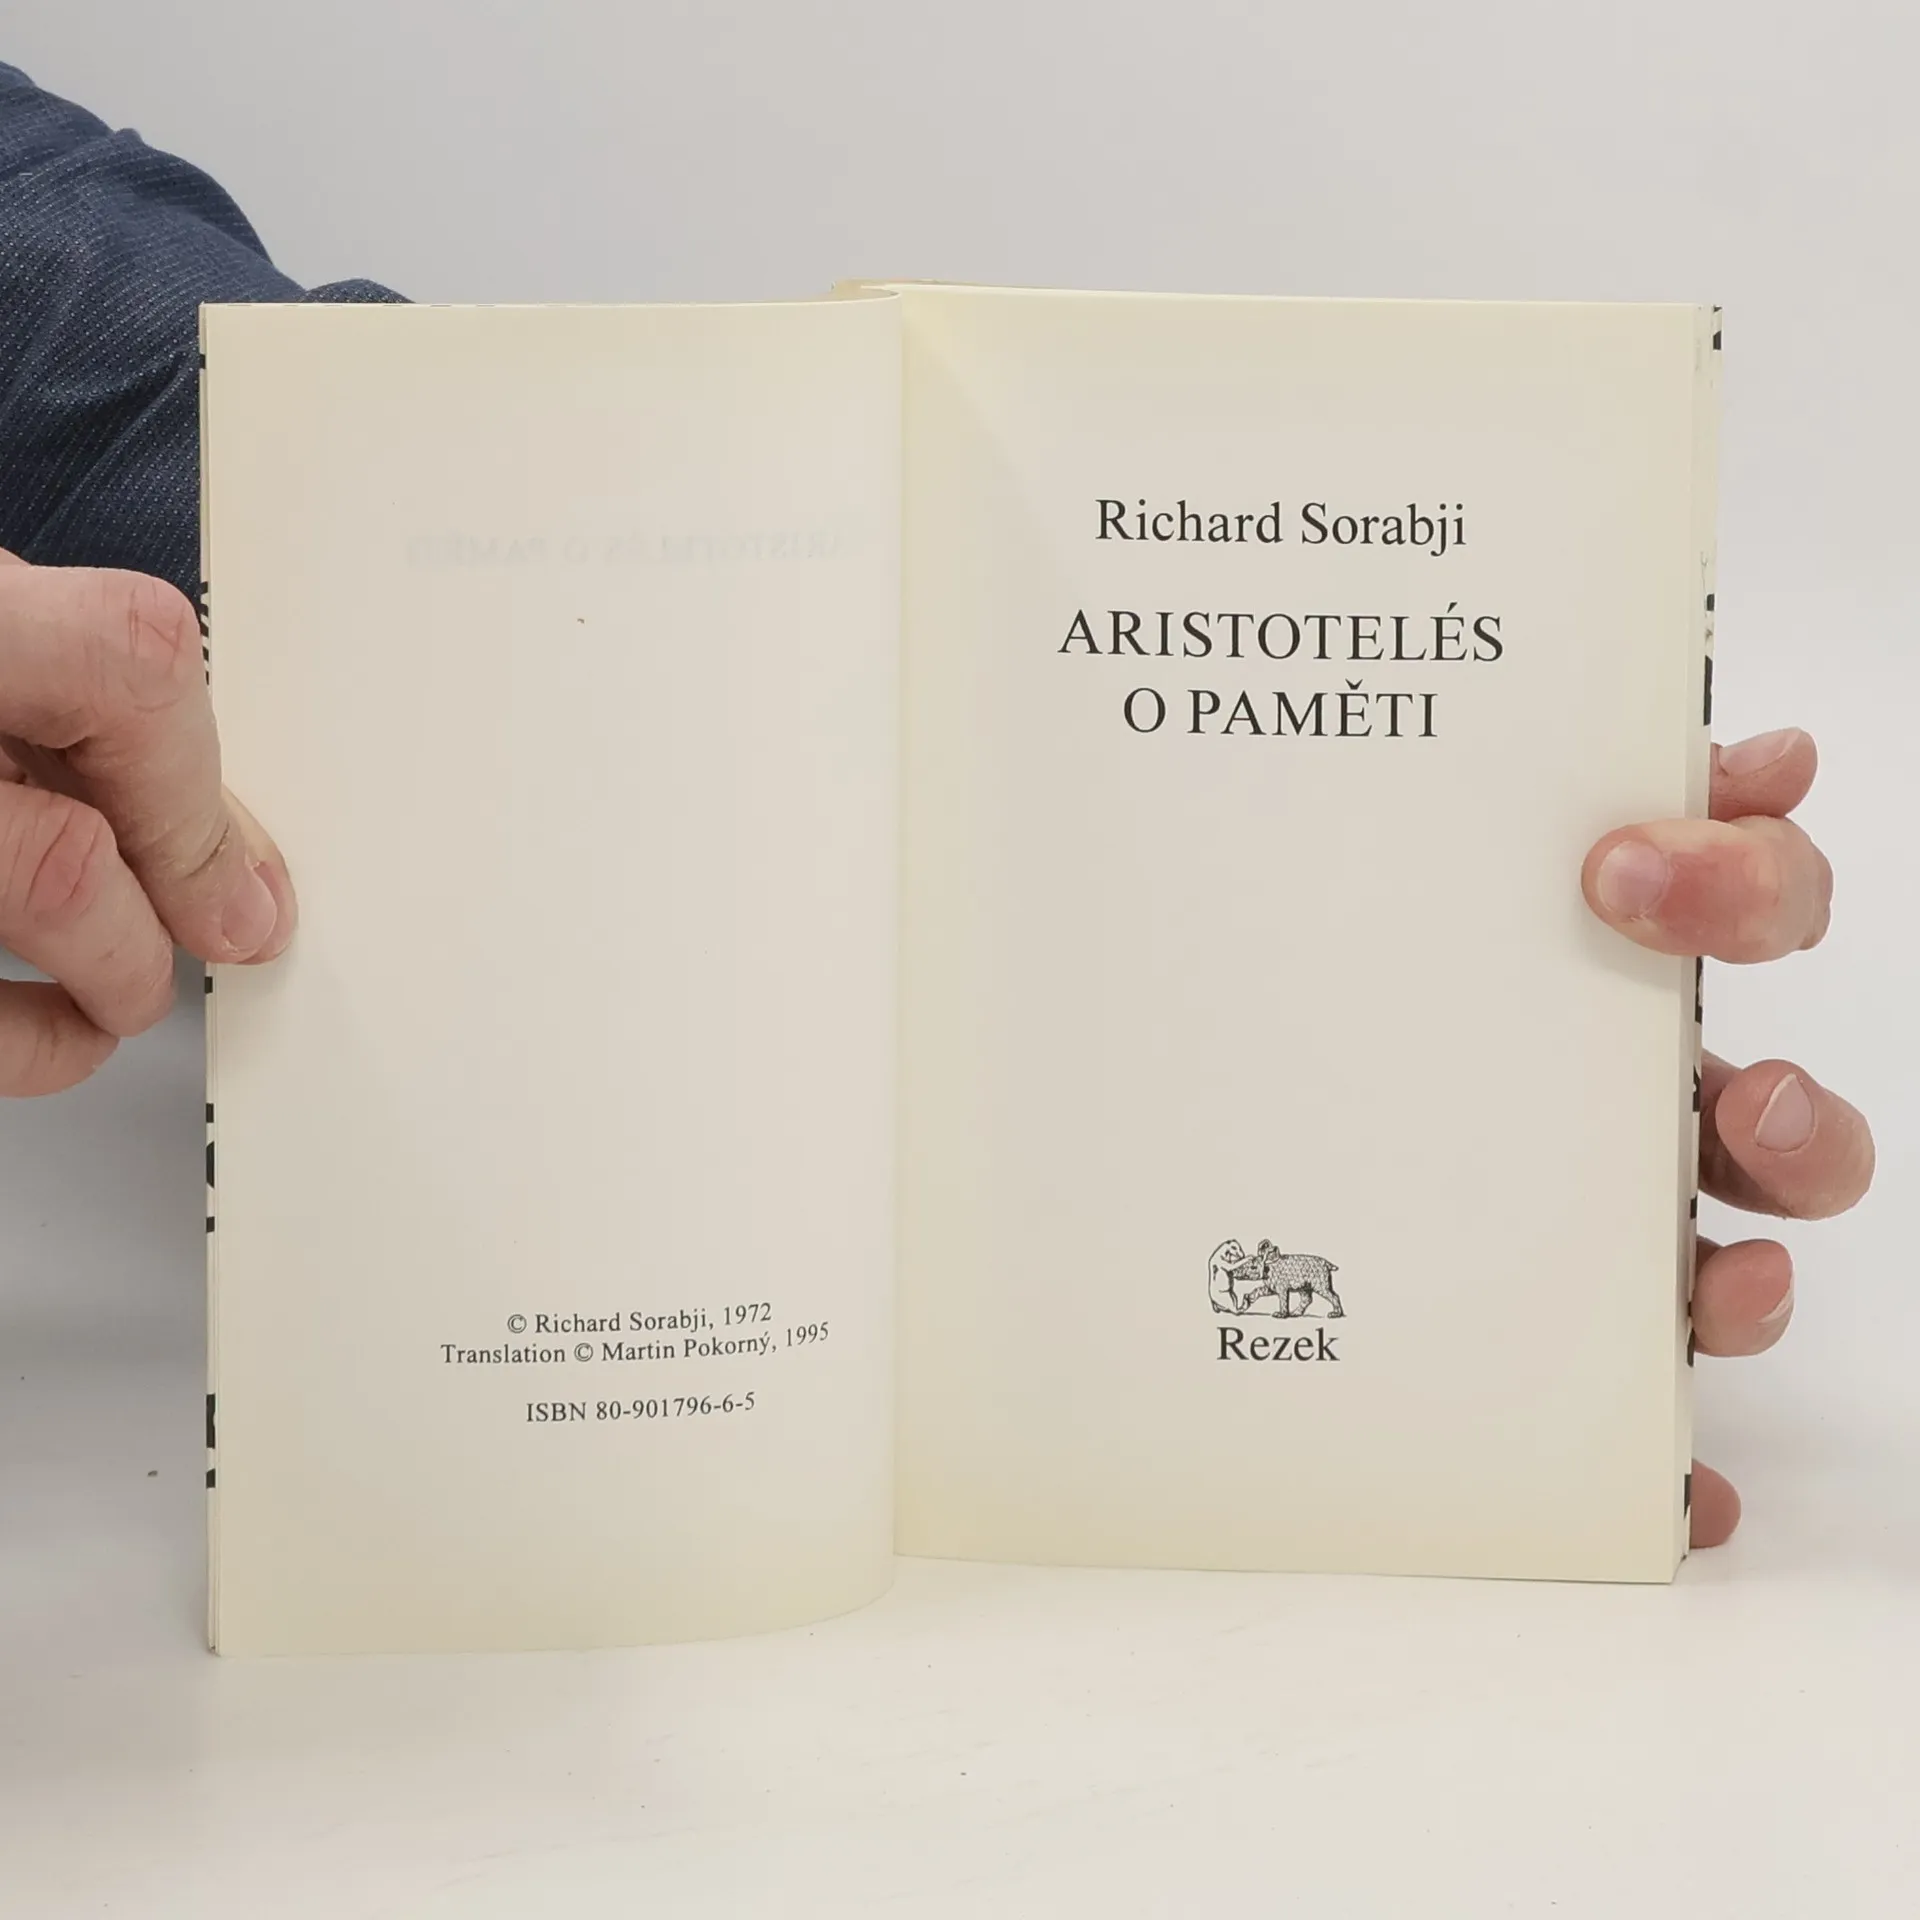 © Richard Sorabji, 1972
Translation © Martin Pokorný, 1995
ISBN 80-901796-6-5
Richard Sorabji
ARISTOTELÉS
O PAMĚTI
Rezek